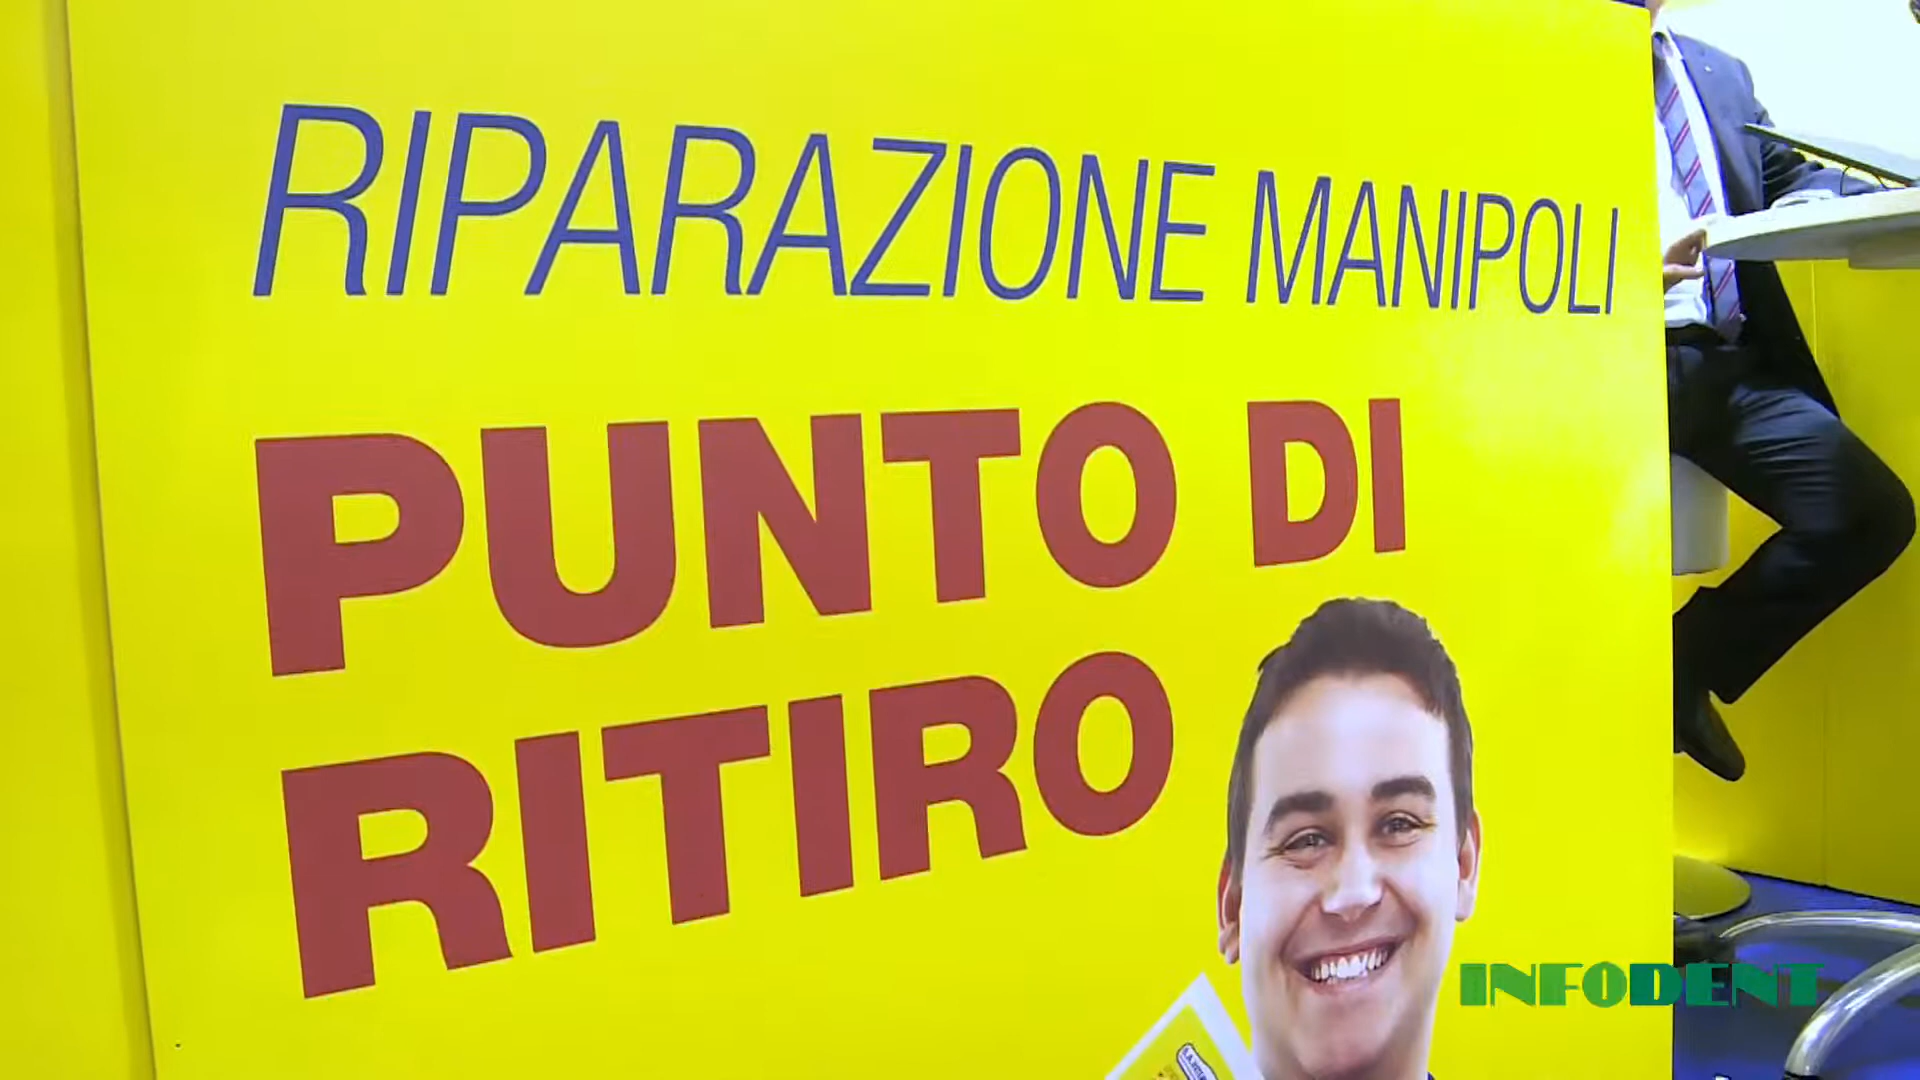 RIPARAZIONE MANIPOLI
PUNTO DI
RITIRO
INFODENT